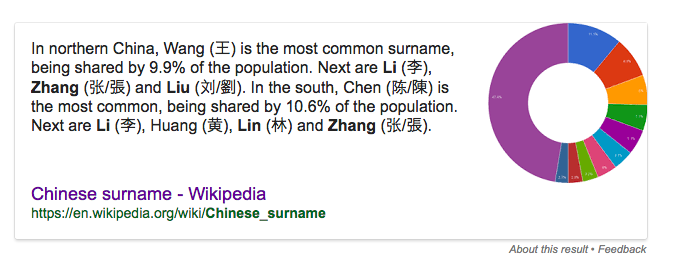 In northern China, Wang (王) is the most common surname,
being shared by 9.9% of the population. Next are Li (李),
Zhang (张/張) and Liu (刘/劉). In the south, Chen (陈/陳) is
the most common, being shared by 10.6% of the population.
Next are Li (李), Huang (黄), Lin (林) and Zhang (张/張).
Chinese surname - Wikipedia
https://en.wikipedia.org/wiki/Chinese_surname
About this result • Feedback